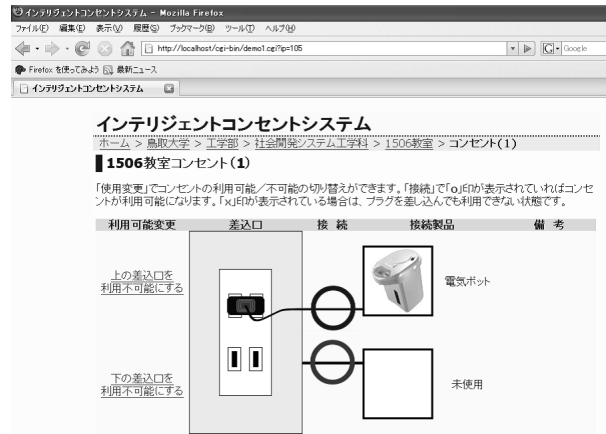 インテリジェントコンセントシステム - Mozilla Firefox
ファイル(F) 編集(E) 表示(V) 履歴(S) ブックマーク(B) ツール(T) ヘルプ(H)
http://localhost/cgi-bin/demo1.cgi?ip=105
G Google
Firefox を使ってみよう 最新ニュース
インテリジェントコンセントシステム
インテリジェントコンセントシステム
ホーム > 鳥取大学 > 工学部 > 社会開発システム工学科 > 1506教室 > コンセント(1)
1506教室コンセント(1)
「使用変更」でコンセントの利用可能/不可能の切り替えができます。「接続」で「o」印が表示されていればコンセ
ントが利用可能になります。「x」印が表示されている場合は、プラグを差し込んでも利用できない状態です。
利用可能変更 差込口 接 続 接続製品 備 考
上の差込口を
利用不可能にする
電気ポット
下の差込口を
利用不可能にする
未使用